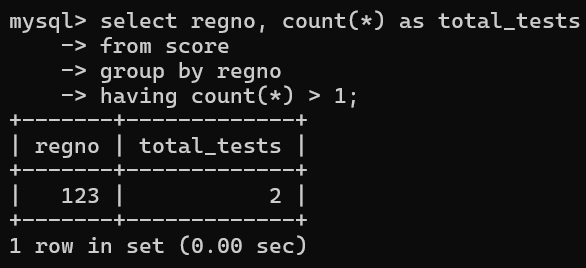 mysql> select regno, count(*) as total_tests
    -> from score
    -> group by regno
    -> having count(*) > 1;
+-------+-------------+
| regno | total_tests |
+-------+-------------+
|   123 |           2 |
+-------+-------------+
1 row in set (0.00 sec)